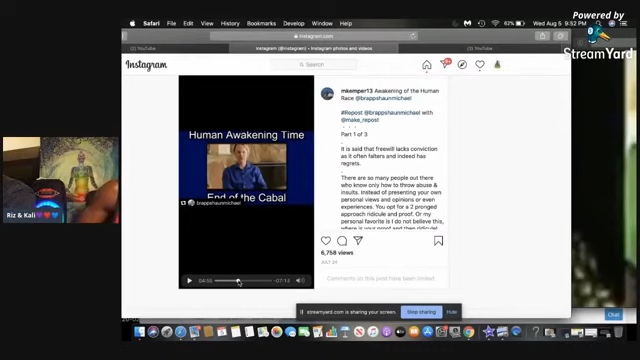 Powered by
StreamYard
Safari File Edit View History Bookmarks Develop Window Help
62% Wed Aug 5 9:52 PM
instagram.com
YouTube
Instagram (@instagram) • Instagram photos and videos
YouTube
Instagram
Search
Human Awakening Time
End of the Cabal
brappshaunmichael
04:50
-07:13
mkemper13 Awakening of the Human
Race @brappshaunmichael
#Repost @brappshaunmichael with
@make_repost
Part 1 of 3
It is said that freewill lacks conviction
as it often falters and indeed has
regrets.
There are so many people out there
who know only how to throw abuse &
insults. Instead of presenting your own
personal views and opinions or even
experiences. You opt for a 2 pronged
approach ridicule and proof. Or my
personal favorite is I do not believe this,
where is your proof and then ridicule
6,758 views
Comments on this post have been limited
Riz & Kali
streamyard.com is sharing your screen.
Stop sharing
Hide
Chat